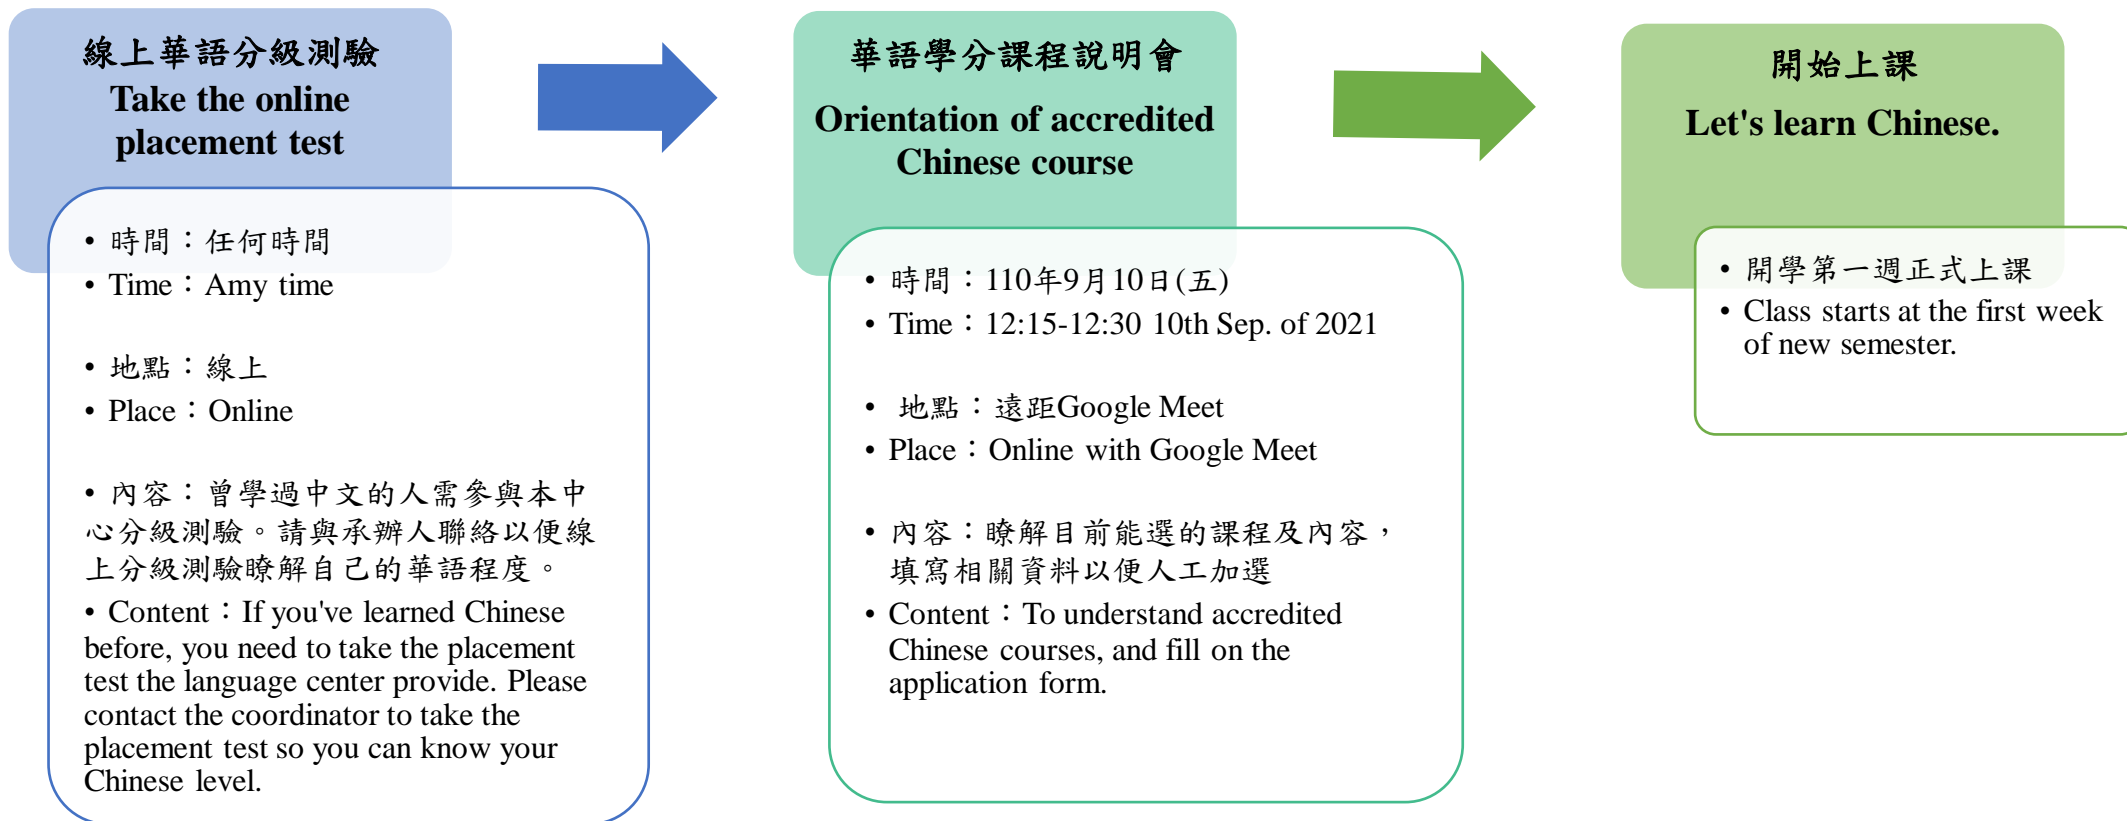 線上華語分級測驗
Take the online
placement test
• 時間：任何時間
• Time：Amy time
• 地點：線上
• Place：Online
• 內容：曾學過中文的人需參與本中
心分級測驗。請與承辦人聯絡以便線
上分級測驗瞭解自己的華語程度。
• Content：If you've learned Chinese
before, you need to take the placement
test the language center provide. Please
contact the coordinator to take the
placement test so you can know your
Chinese level.
華語學分課程說明會
Orientation of accredited
Chinese course
• 時間：110年9月10日(五)
• Time：12:15-12:30 10th Sep. of 2021
• 地點：遠距Google Meet
• Place：Online with Google Meet
• 內容：瞭解目前能選的課程及內容，
填寫相關資料以便人工加選
• Content：To understand accredited
Chinese courses, and fill on the
application form.
開始上課
Let's learn Chinese.
• 開學第一週正式上課
• Class starts at the first week
of new semester.